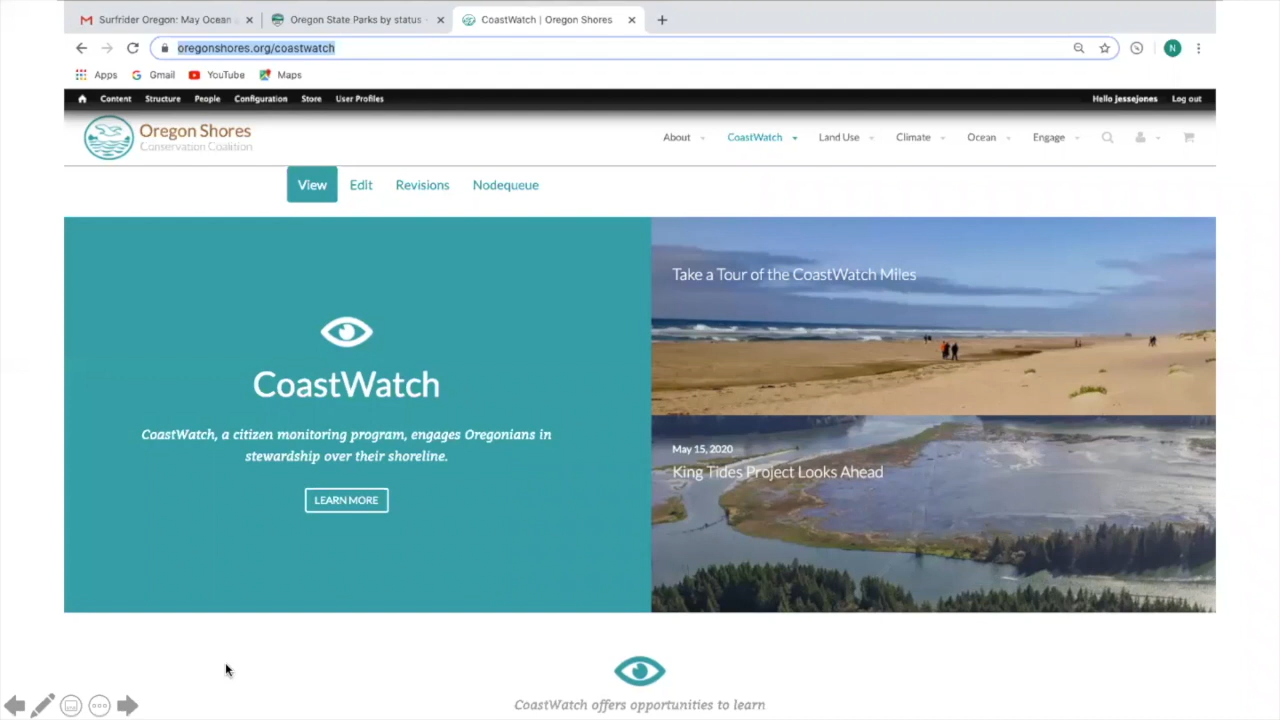 Surfrider Oregon: May Ocean
Oregon State Parks by status
CoastWatch | Oregon Shores
oregonshores.org/coastwatch
N
Apps
Gmail
YouTube
Maps
Content
Structure
People
Configuration
Store
User Profiles
Hello jessejones
Log out
Oregon Shores
Conservation Coalition
About
CoastWatch
Land Use
Climate
Ocean
Engage
View
Edit
Revisions
Nodequeue
CoastWatch
CoastWatch, a citizen monitoring program, engages Oregonians in
stewardship over their shoreline.
LEARN MORE
Take a Tour of the CoastWatch Miles
May 15, 2020
King Tides Project Looks Ahead
CoastWatch offers opportunities to learn